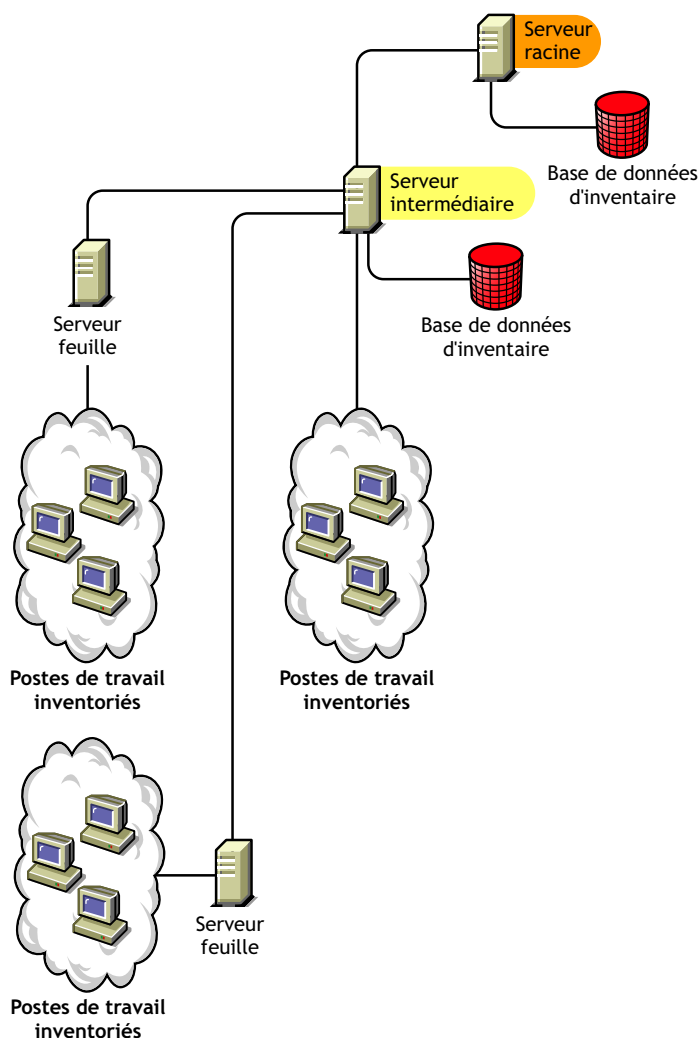 Serveur
racine
Base de données
d'inventaire
Serveur
intermédiaire
Base de données
d'inventaire
Serveur
feuille
Postes de travail
inventoriés
Postes de travail
inventoriés
Serveur
feuille
Postes de travail
inventoriés